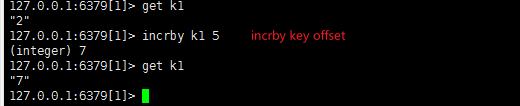 127.0.0.1:6379[1]> get k1
"2"
127.0.0.1:6379[1]> incrby k1 5 incrby key offset
(integer) 7
127.0.0.1:6379[1]> get k1
"7"
127.0.0.1:6379[1]>